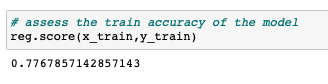 # assess the train accuracy of the model
reg.score(x_train,y_train)
0.7767857142857143